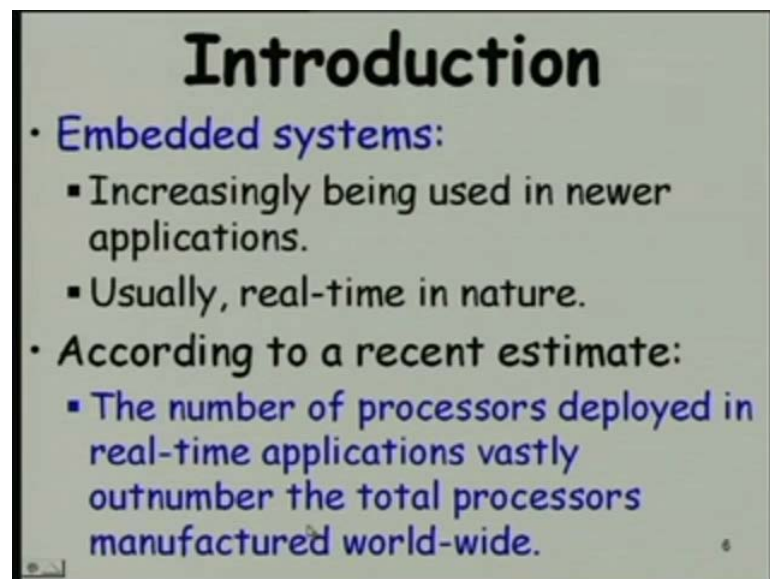 Introduction
• Embedded systems:
▪ Increasingly being used in newer
applications.
▪ Usually, real-time in nature.
• According to a recent estimate:
▪ The number of processors deployed in
real-time applications vastly
outnumber the total processors
manufactured world-wide.
6